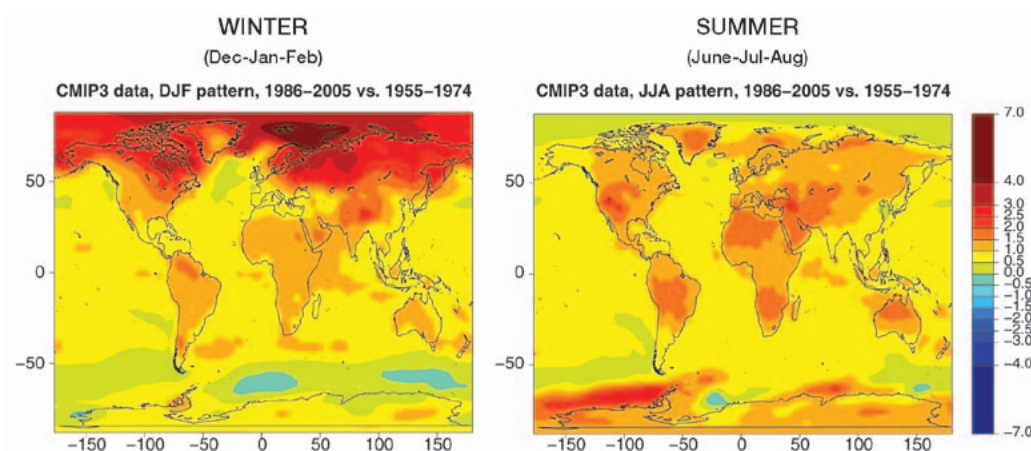 WINTER
(Dec-Jan-Feb)
CMIP3 data, DJF pattern, 1986–2005 vs. 1955–1974
50
0
−50
−150 −100 −50 0 50 100 150
SUMMER
(June-Jul-Aug)
CMIP3 data, JJA pattern, 1986–2005 vs. 1955–1974
50
0
−50
−150 −100 −50 0 50 100 150
7.0
4.0
3.0
2.5
2.0
1.5
1.0
0.5
0.0
−0.5
−1.0
−1.5
−2.0
−2.5
−3.0
−4.0
−7.0